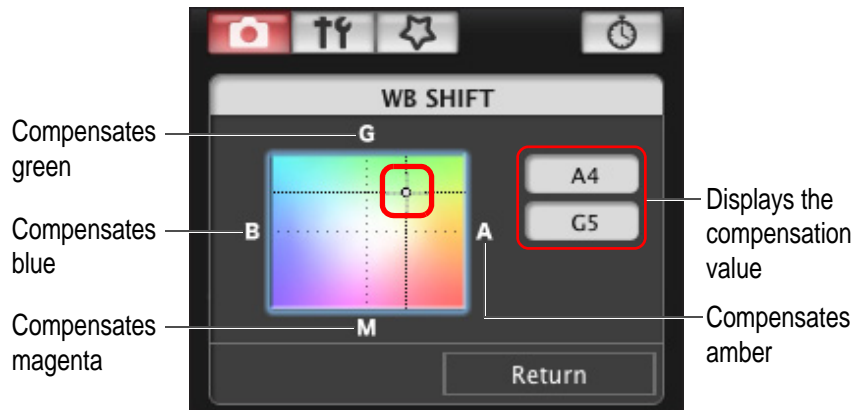 WB SHIFT
Compensates
green
G
A4
G5
Displays the
compensation
value
Compensates
blue
B
A
Compensates
magenta
M
Compensates
amber
Return